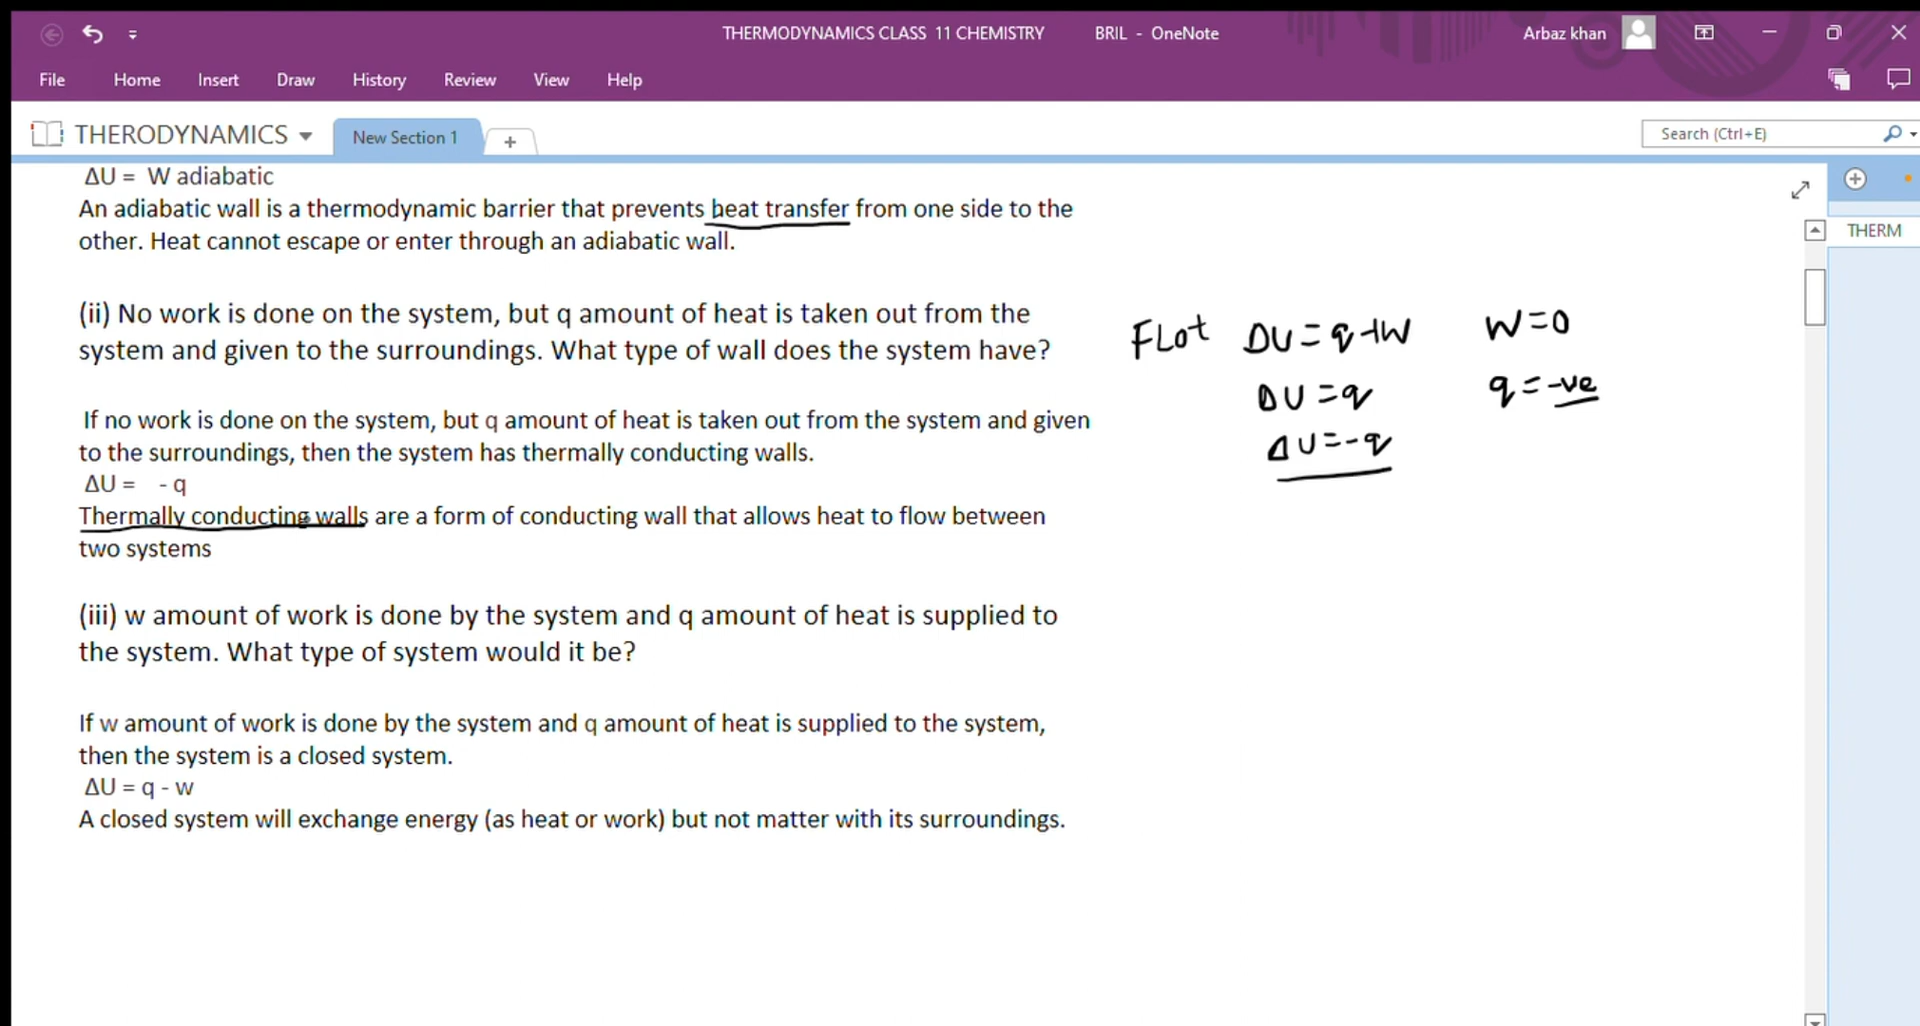 THERMODYNAMICS CLASS 11 CHEMISTRY BRIL - OneNote
Arbaz khan
File Home Insert Draw History Review View Help
THERODYNAMICS
New Section 1
Search (Ctrl+E)
THERM
ΔU = W adiabatic
An adiabatic wall is a thermodynamic barrier that prevents heat transfer from one side to the
other. Heat cannot escape or enter through an adiabatic wall.
(ii) No work is done on the system, but q amount of heat is taken out from the
system and given to the surroundings. What type of wall does the system have?
If no work is done on the system, but q amount of heat is taken out from the system and given
to the surroundings, then the system has thermally conducting walls.
ΔU = - q
Thermally conducting walls are a form of conducting wall that allows heat to flow between
two systems
(iii) w amount of work is done by the system and q amount of heat is supplied to
the system. What type of system would it be?
If w amount of work is done by the system and q amount of heat is supplied to the system,
then the system is a closed system.
ΔU = q - w
A closed system will exchange energy (as heat or work) but not matter with its surroundings.
FLot ΔU = q+W W=0
ΔU = q q = -ve
ΔU = -q